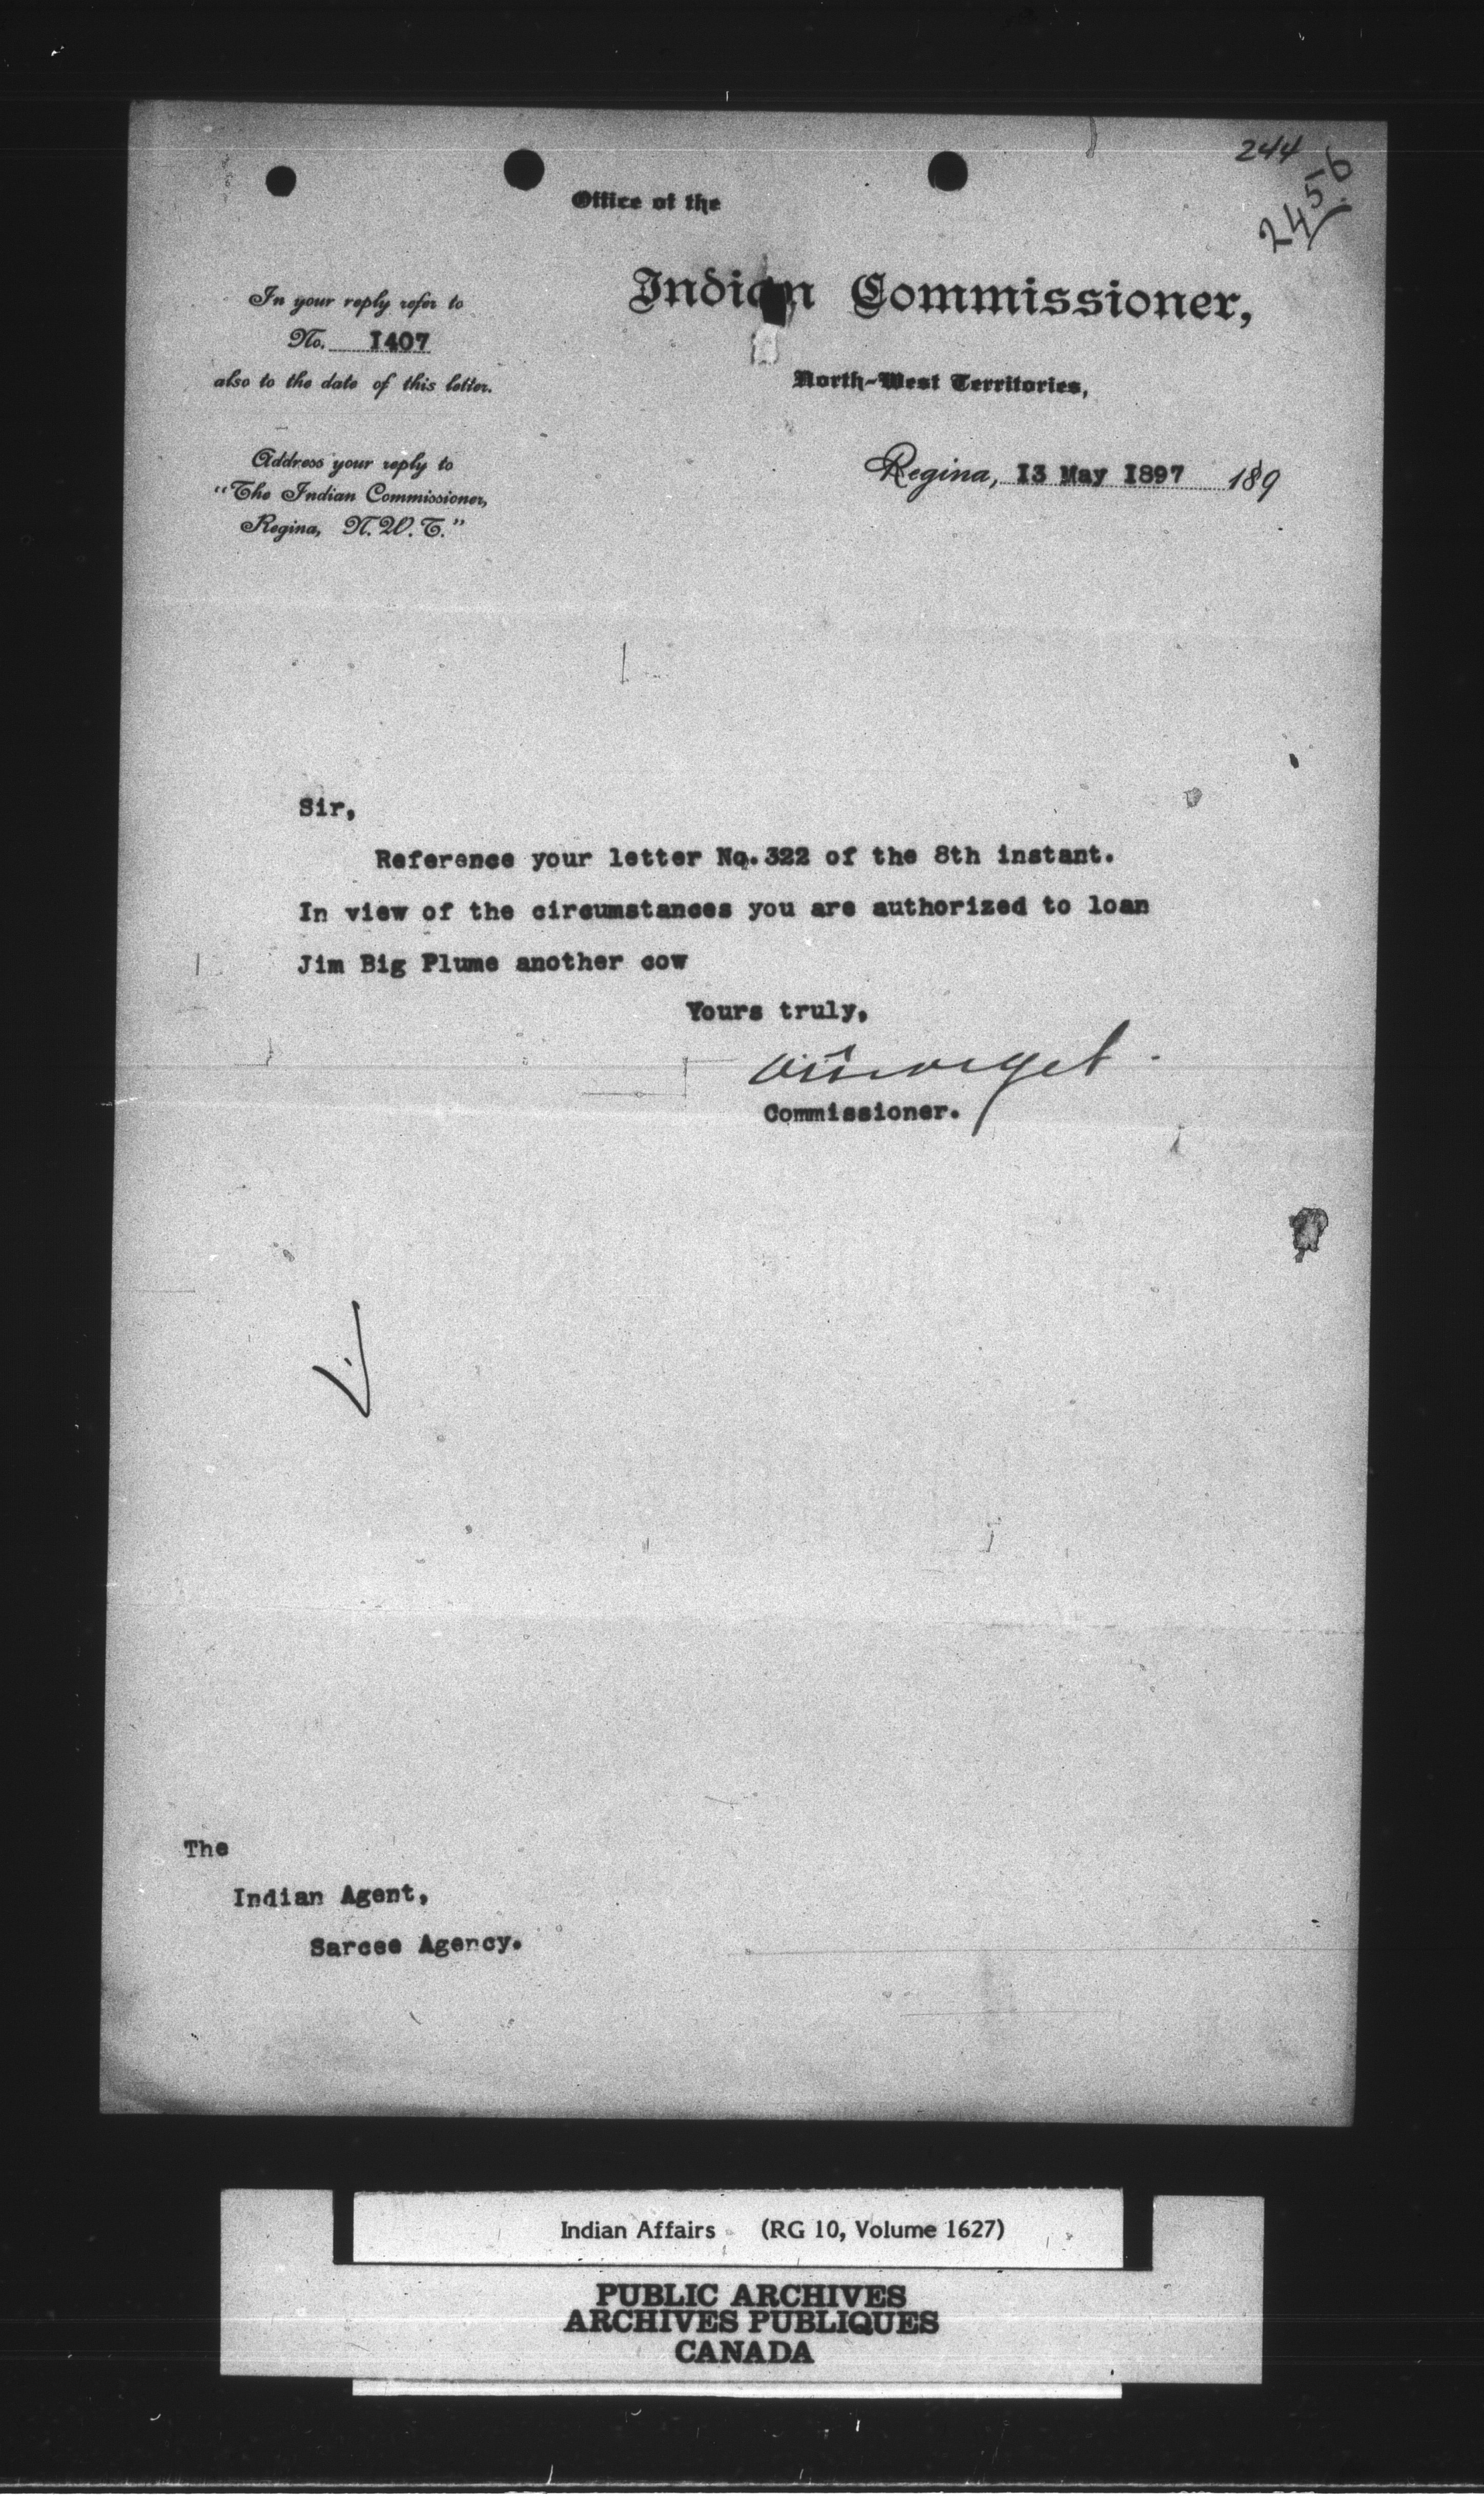 244
2456
Office of the
Indian Commissioner,
North-West Territories,
In your reply refer to
No. 1407
also to the date of this letter.
Address your reply to
"The Indian Commissioner,
Regina, N. W. T."
Regina, 13 May 1897 189
Sir,
Reference your letter No.322 of the 8th instant.
In view of the circumstances you are authorized to loan
Jim Big Plume another cow
Yours truly,
Commissioner.
The
Indian Agent,
Sarcee Agency.
Indian Affairs (RG 10, Volume 1627)
PUBLIC ARCHIVES
ARCHIVES PUBLIQUES
CANADA